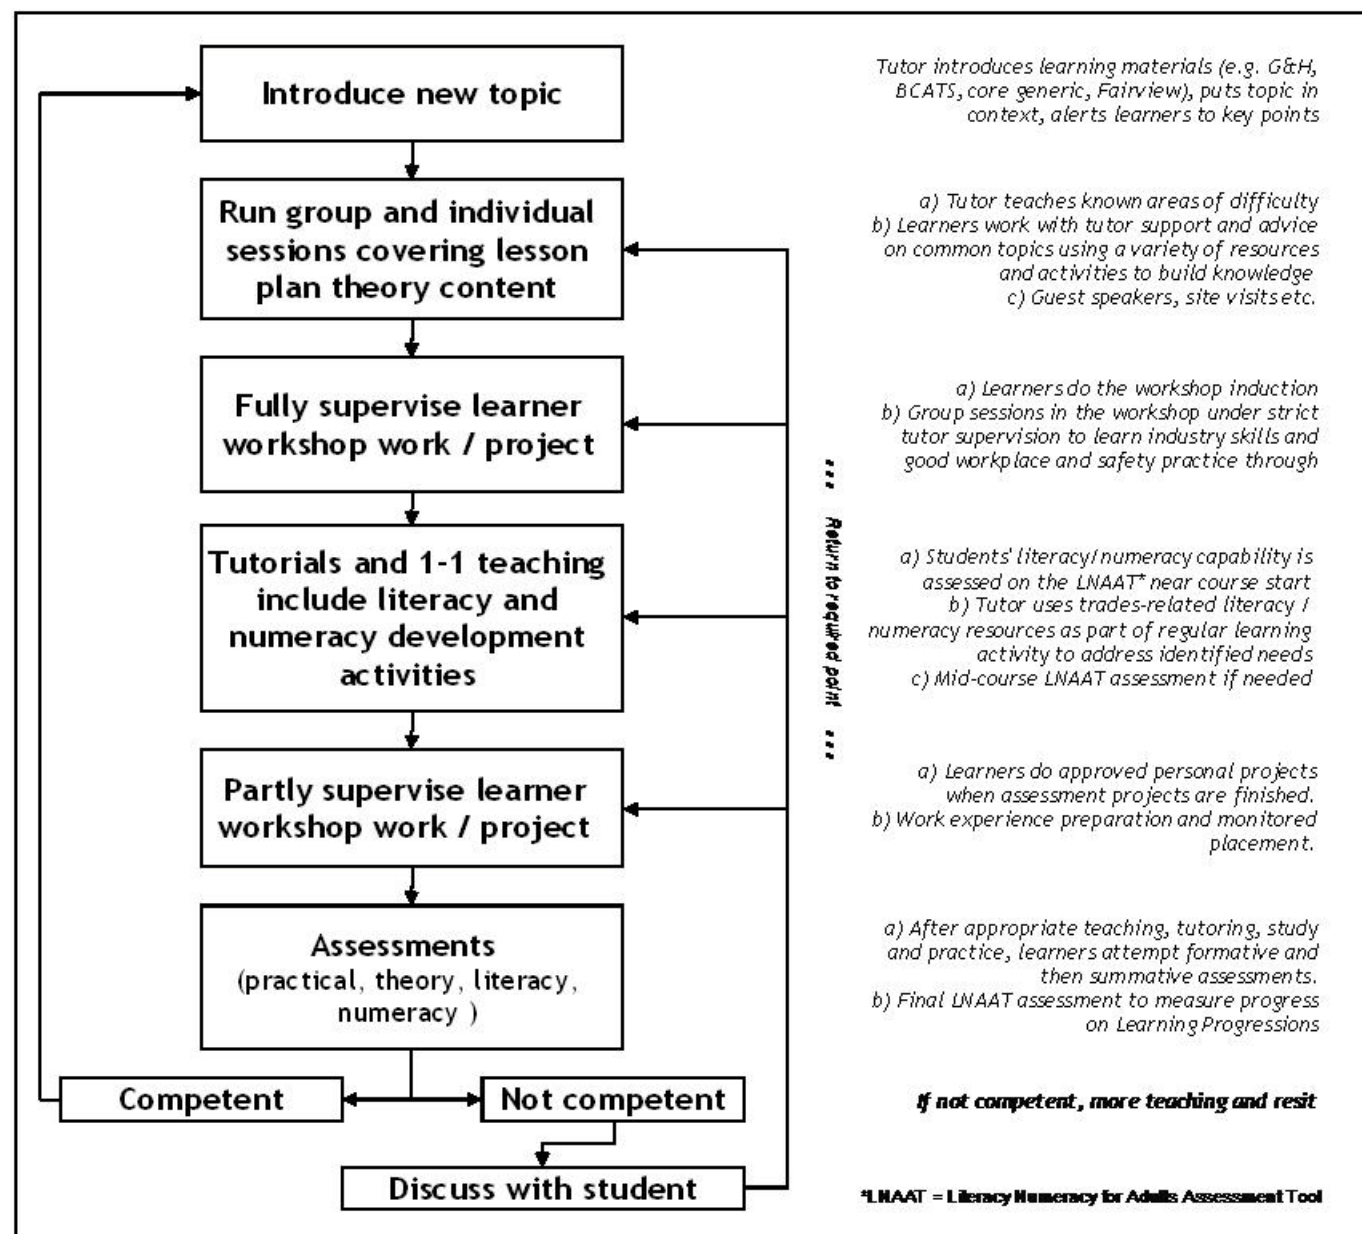 Introduce new topic
Tutor introduces learning materials (e.g. G&H,
BCATS, core generic, Fairview), puts topic in
context, alerts learners to key points
Run group and individual
sessions covering lesson
plan theory content
a) Tutor teaches known areas of difficulty
b) Learners work with tutor support and advice
on common topics using a variety of resources
and activities to build knowledge
c) Guest speakers, site visits etc.
Fully supervise learner
workshop work / project
a) Learners do the workshop induction
b) Group sessions in the workshop under strict
tutor supervision to learn industry skills and
good workplace and safety practice through
Tutorials and 1-1 teaching
include literacy and
numeracy development
activities
a) Students' literacy/ numeracy capability is
assessed on the LNAAT* near course start
b) Tutor uses trades-related literacy /
numeracy resources as part of regular learning
activity to address identified needs
c) Mid-course LNAAT assessment if needed
... Return to required point ...
Partly supervise learner
workshop work / project
a) Learners do approved personal projects
when assessment projects are finished.
b) Work experience preparation and monitored
placement.
Assessments
(practical, theory, literacy,
numeracy )
a) After appropriate teaching, tutoring, study
and practice, learners attempt formative and
then summative assessments.
b) Final LNAAT assessment to measure progress
on Learning Progressions
Competent
Not competent
If not competent, more teaching and resit
Discuss with student
*LNAAT = Literacy Numeracy for Adults Assessment Tool